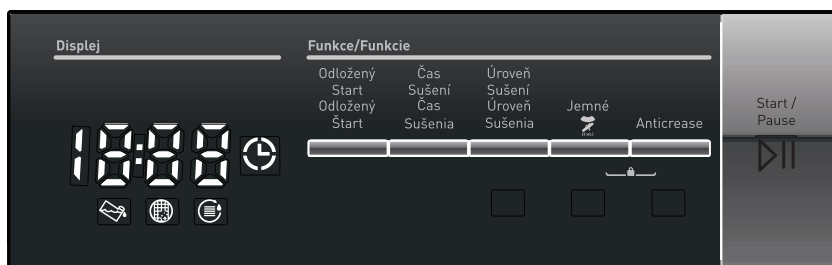 Displej
Funkce/Funkcie
Odložený
Start
Odložený
Štart
Čas
Sušení
Čas
Sušenia
Úroveň
Sušení
Úroveň
Sušenia
Jemné
Anticrease
Start /
Pause
18:88